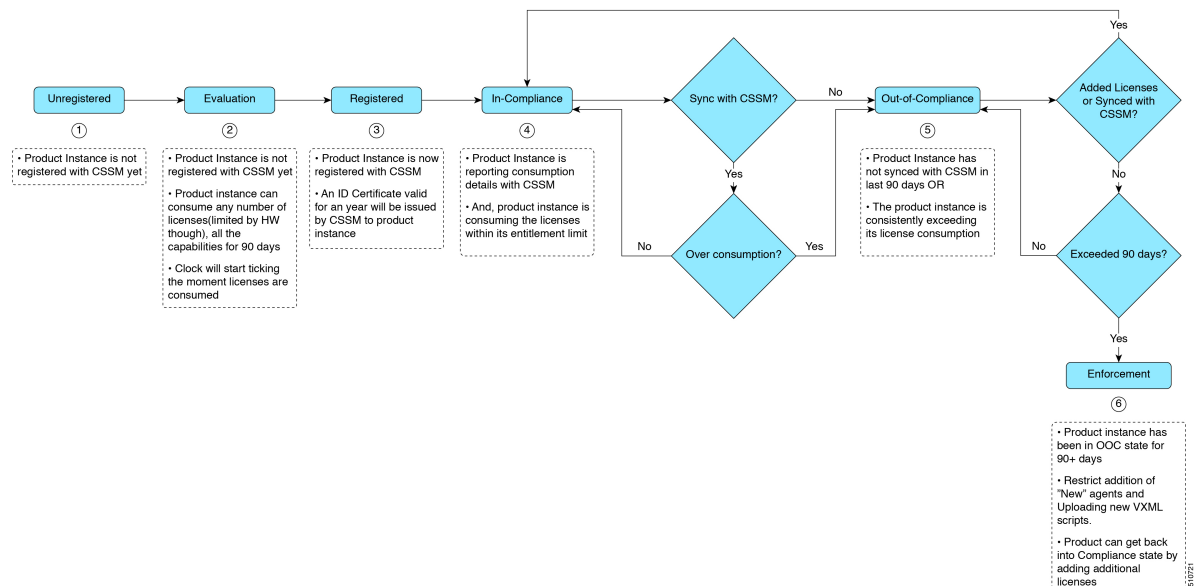 Yes
Unregistered
Evaluation
Registered
In-Compliance
Sync with CSSM?
No
Out-of-Compliance
Added Licenses
or Synced with
CSSM?
1
2
3
4
5
• Product Instance is not
registered with CSSM yet
• Product Instance is not
registered with CSSM yet
• Product instance can
consume any number of
licenses(limited by HW
though), all the
capabilities for 90 days
• Clock will start ticking
the moment licenses are
consumed
• Product Instance is now
registered with CSSM
• An ID Certificate valid
for an year will be issued
by CSSM to product
instance
• Product Instance is
reporting consumption
details with CSSM
• And, product instance is
consuming the licenses
within its entitlement limit
Yes
No
Over consumption?
Yes
• Product Instance has
not synced with CSSM in
last 90 days OR
• The product instance is
consistently exceeding
its license consumption
No
No
Exceeded 90 days?
Yes
Enforcement
6
• Product instance has
been in OOC state for
90+ days
• Restrict addition of
"New" agents and
Uploading new VXML
scripts.
• Product can get back
into Compliance state by
adding additional
licenses
510721